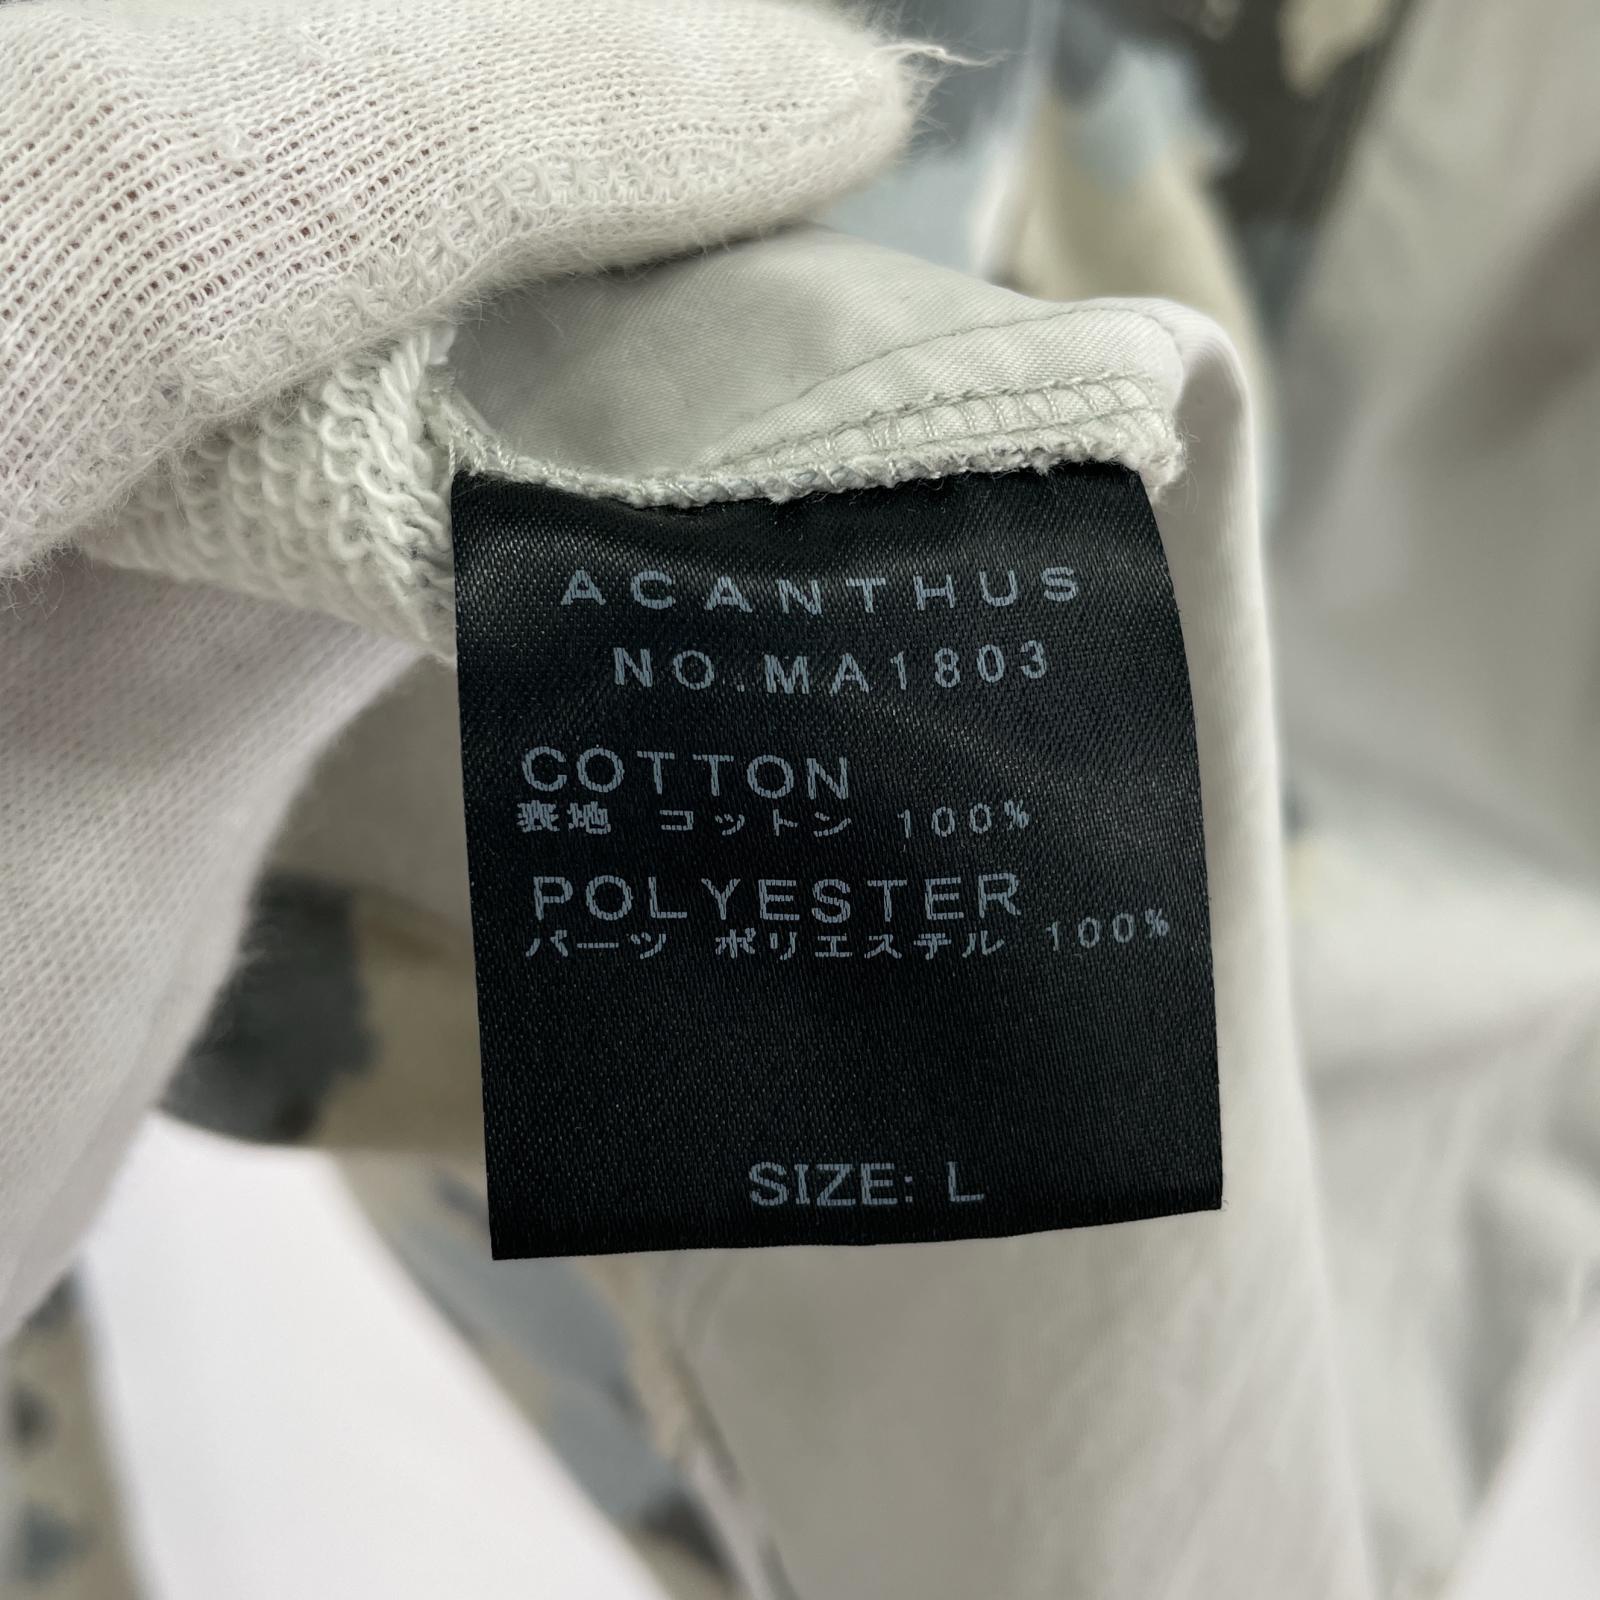 ACANTHUS
NO.MA1803
COTTON
表地 コットン 100%
POLYESTER
パーツ ポリエステル 100%
SIZE: L